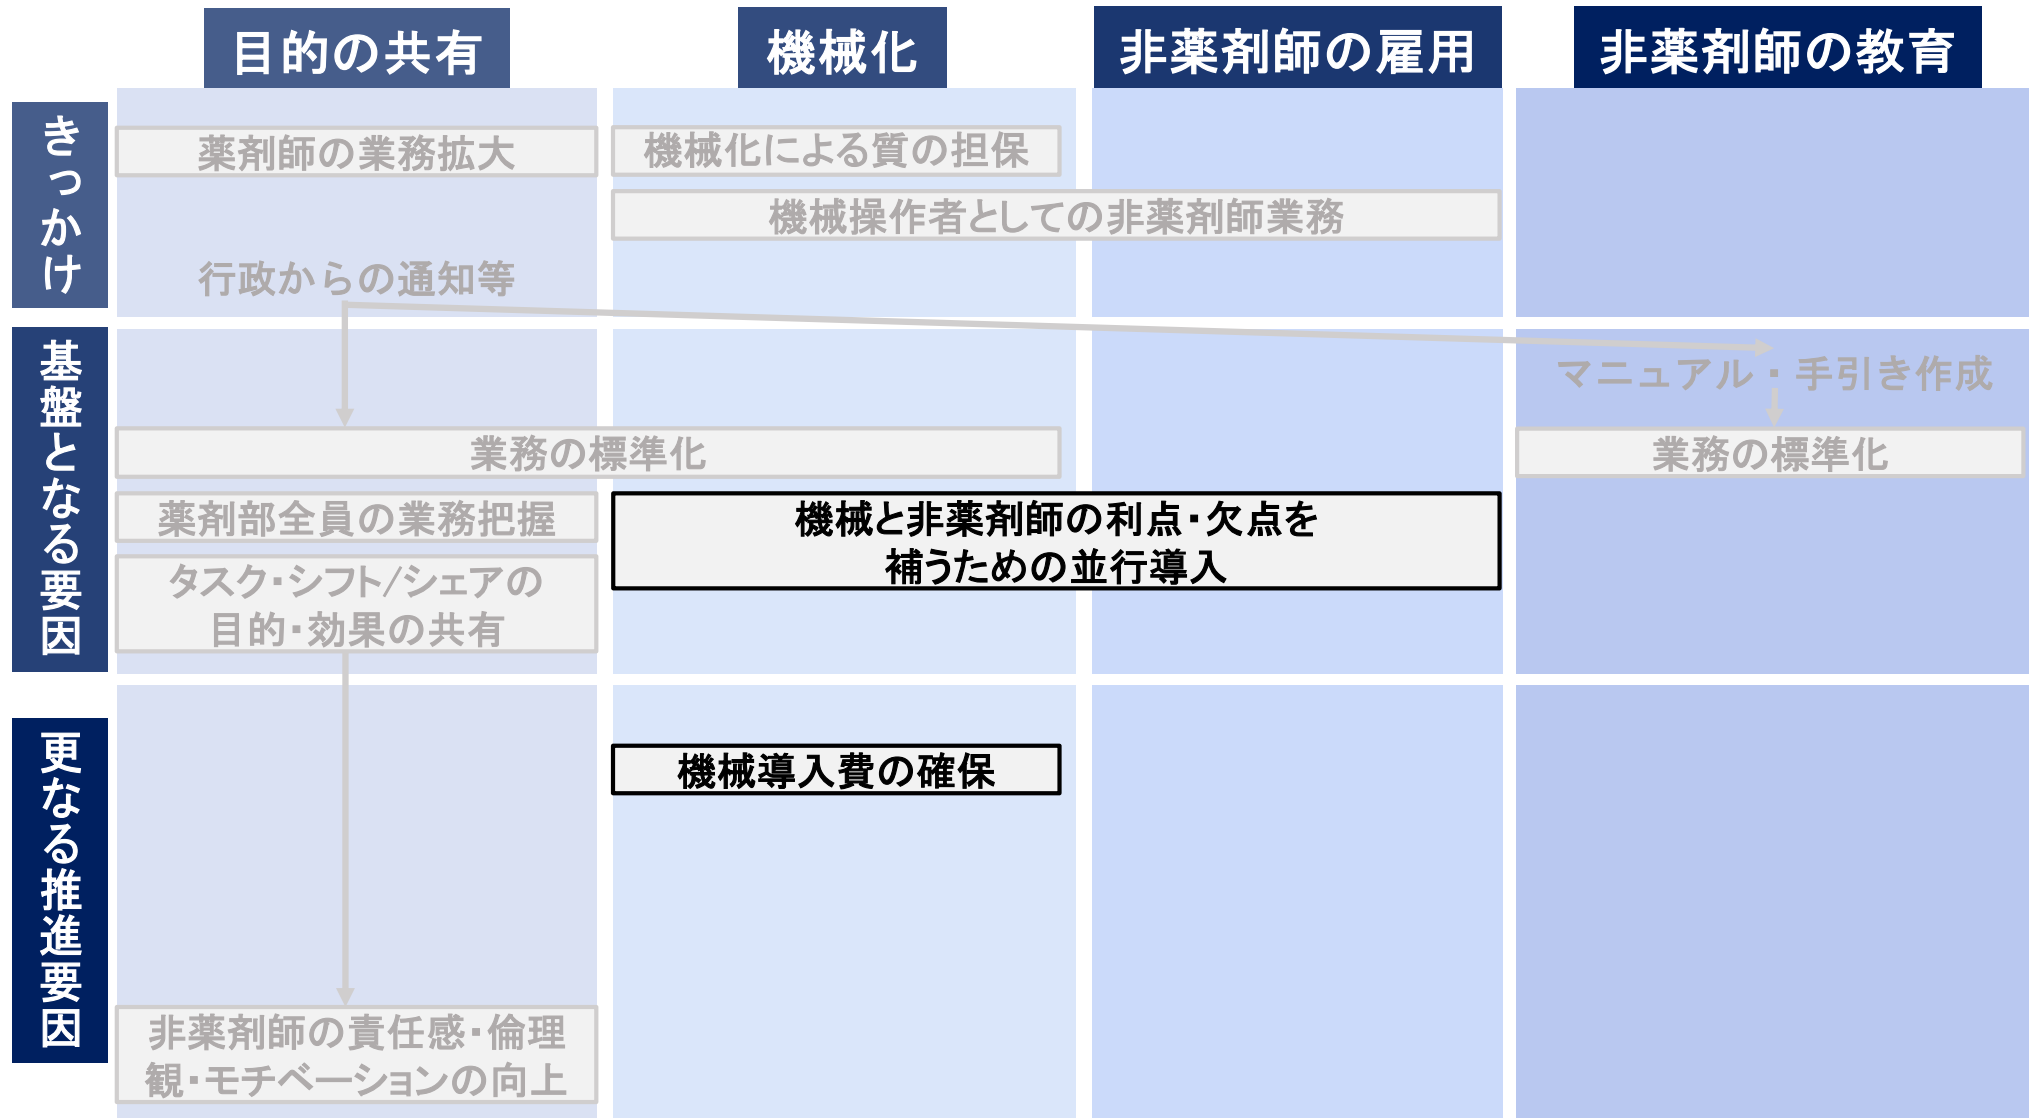 目的の共有
機械化
非薬剤師の雇用
非薬剤師の教育
きっかけ
薬剤師の業務拡大
機械化による質の担保
機械操作者としての非薬剤師業務
行政からの通知等
基盤となる要因
マニュアル・手引き作成
業務の標準化
業務の標準化
薬剤部全員の業務把握
機械と非薬剤師の利点・欠点を
補うための並行導入
タスク・シフト/シェアの
目的・効果の共有
更なる推進要因
機械導入費の確保
非薬剤師の責任感・倫理
観・モチベーションの向上